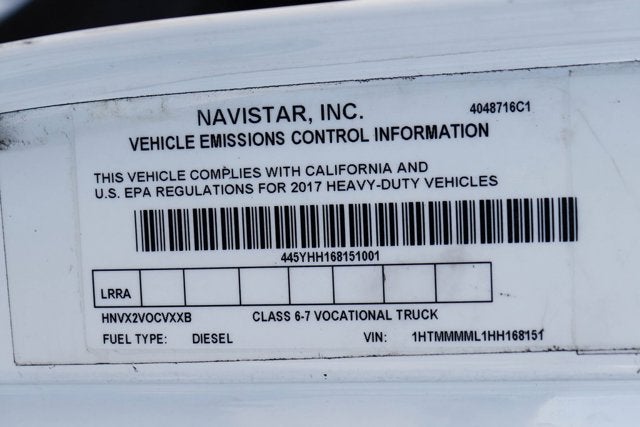 NAVISTAR, INC. 4048716C1
VEHICLE EMISSIONS CONTROL INFORMATION
THIS VEHICLE COMPLIES WITH CALIFORNIA AND
U.S. EPA REGULATIONS FOR 2017 HEAVY-DUTY VEHICLES
445YHH168151001
LRRA
HNVX2VOCVXXB CLASS 6-7 VOCATIONAL TRUCK
FUEL TYPE: DIESEL VIN: 1HTMMMML1HH168151